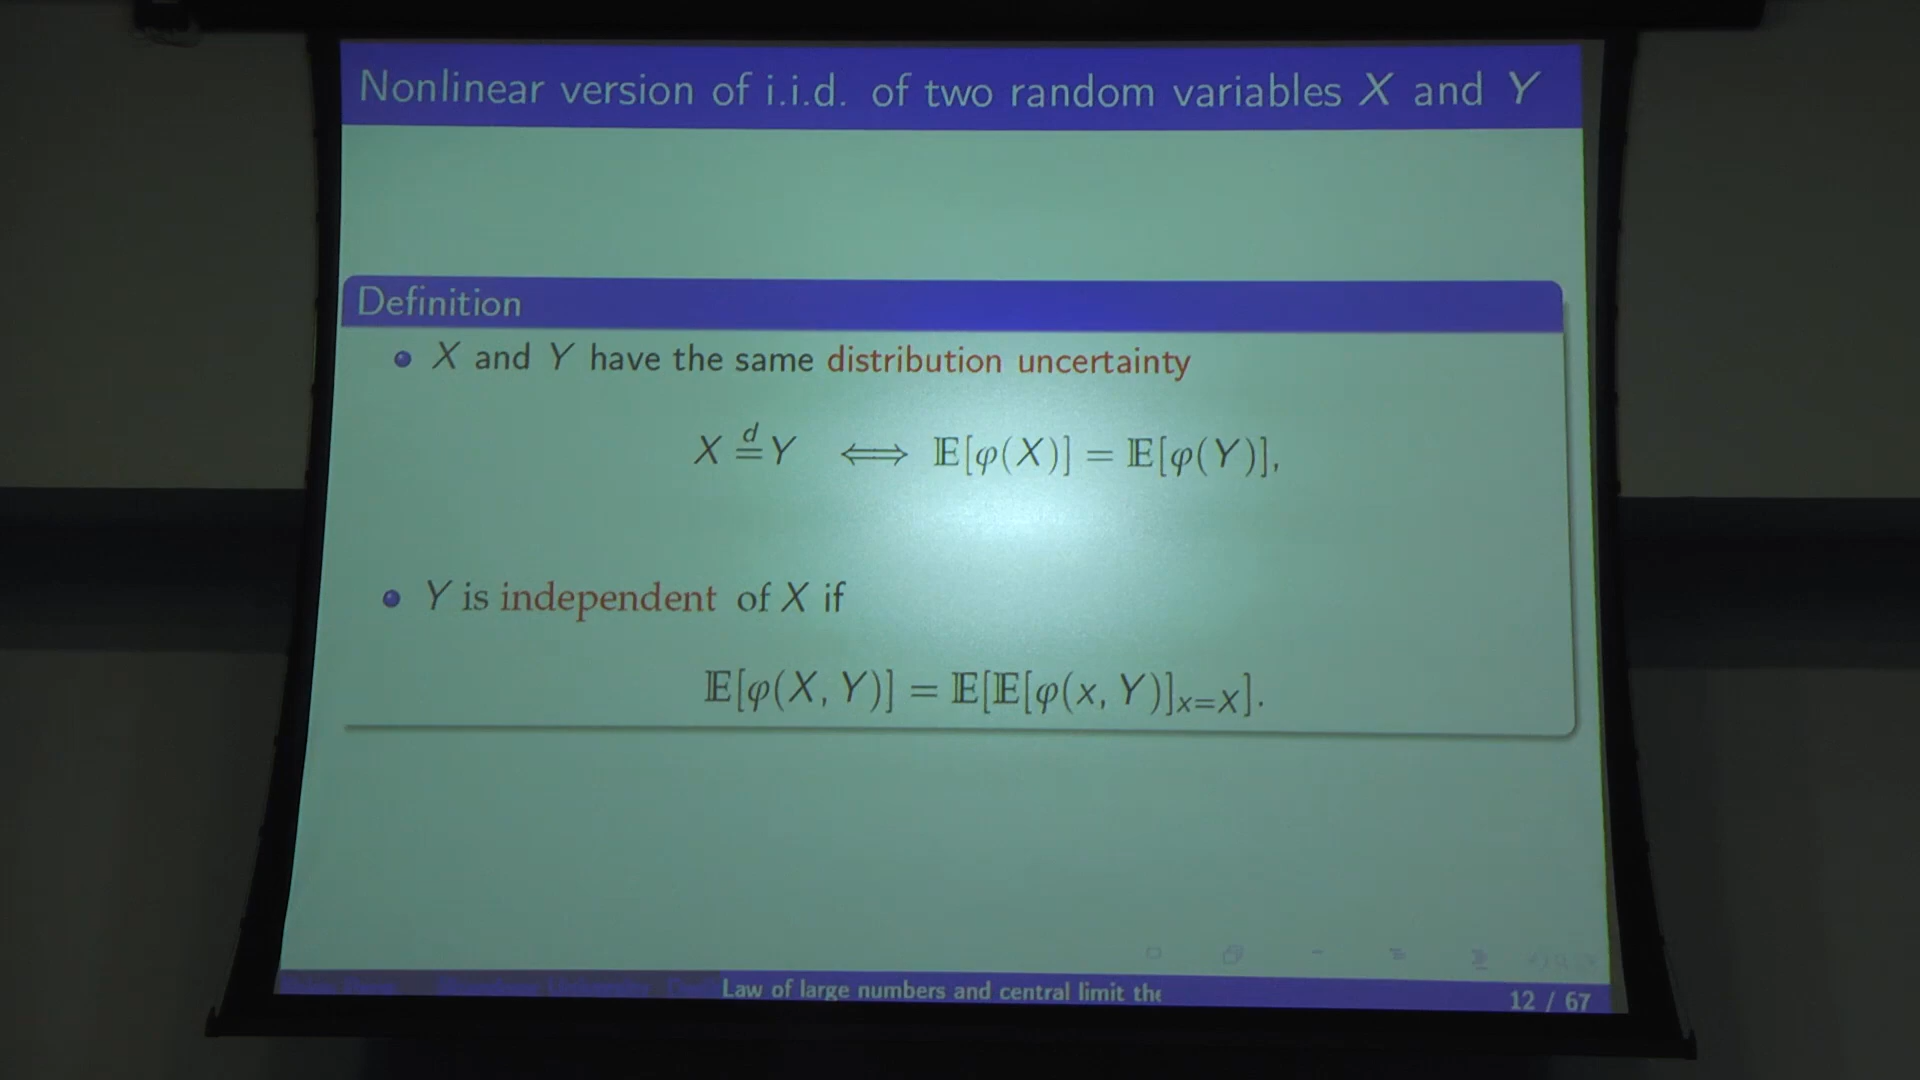 Nonlinear version of i.i.d. of two random variables X and Y
Definition
X and Y have the same distribution uncertainty
X \overset{d}{=} Y ⟺ 𝔼[φ(X)] = 𝔼[φ(Y)],
Y is independent of X if
𝔼[φ(X, Y)] = 𝔼[𝔼[φ(x, Y)]_{x=X}].
Law of large numbers and central limit the
12 / 67